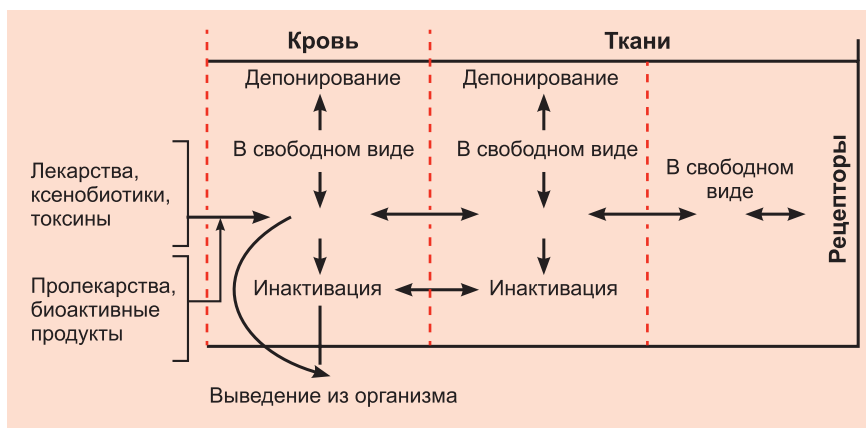 Кровь
Ткани
Депонирование
Депонирование
В свободном виде
В свободном виде
Лекарства,
ксенобиотики,
токсины
В свободном
виде
Рецепторы
Пролекарства,
биоактивные
продукты
Инактивация
Инактивация
Выведение из организма